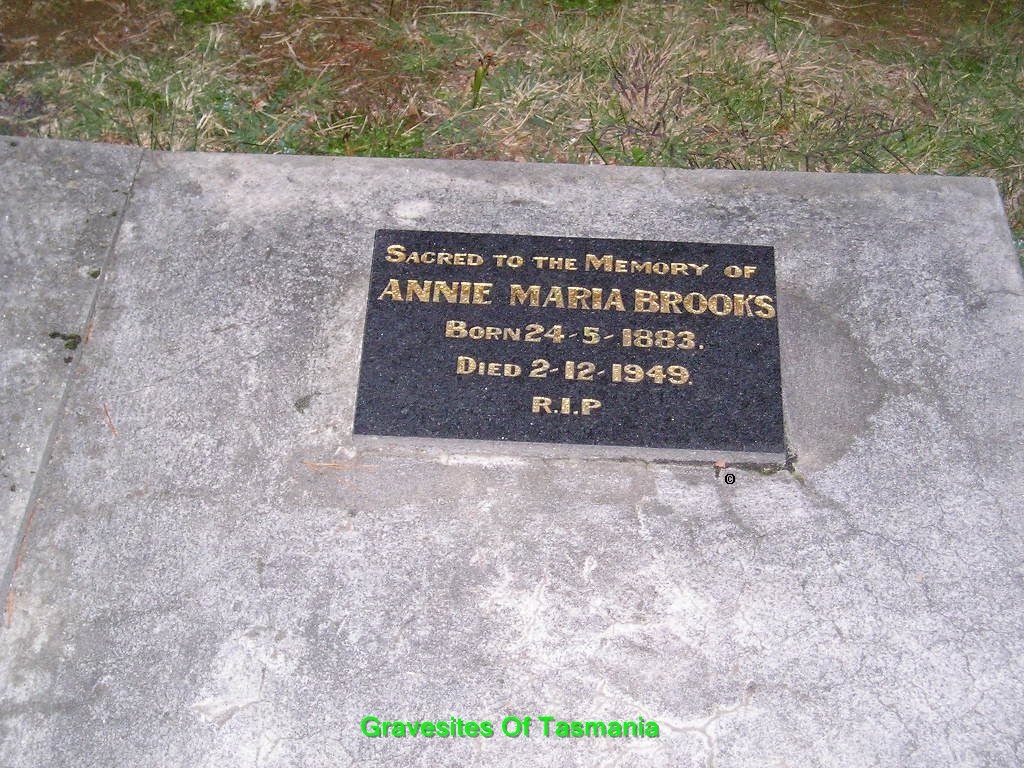 Sacred to the Memory of
ANNIE MARIA BROOKS
Born 24-5-1883.
Died 2-12-1949.
R.I.P
©
Gravesites Of Tasmania